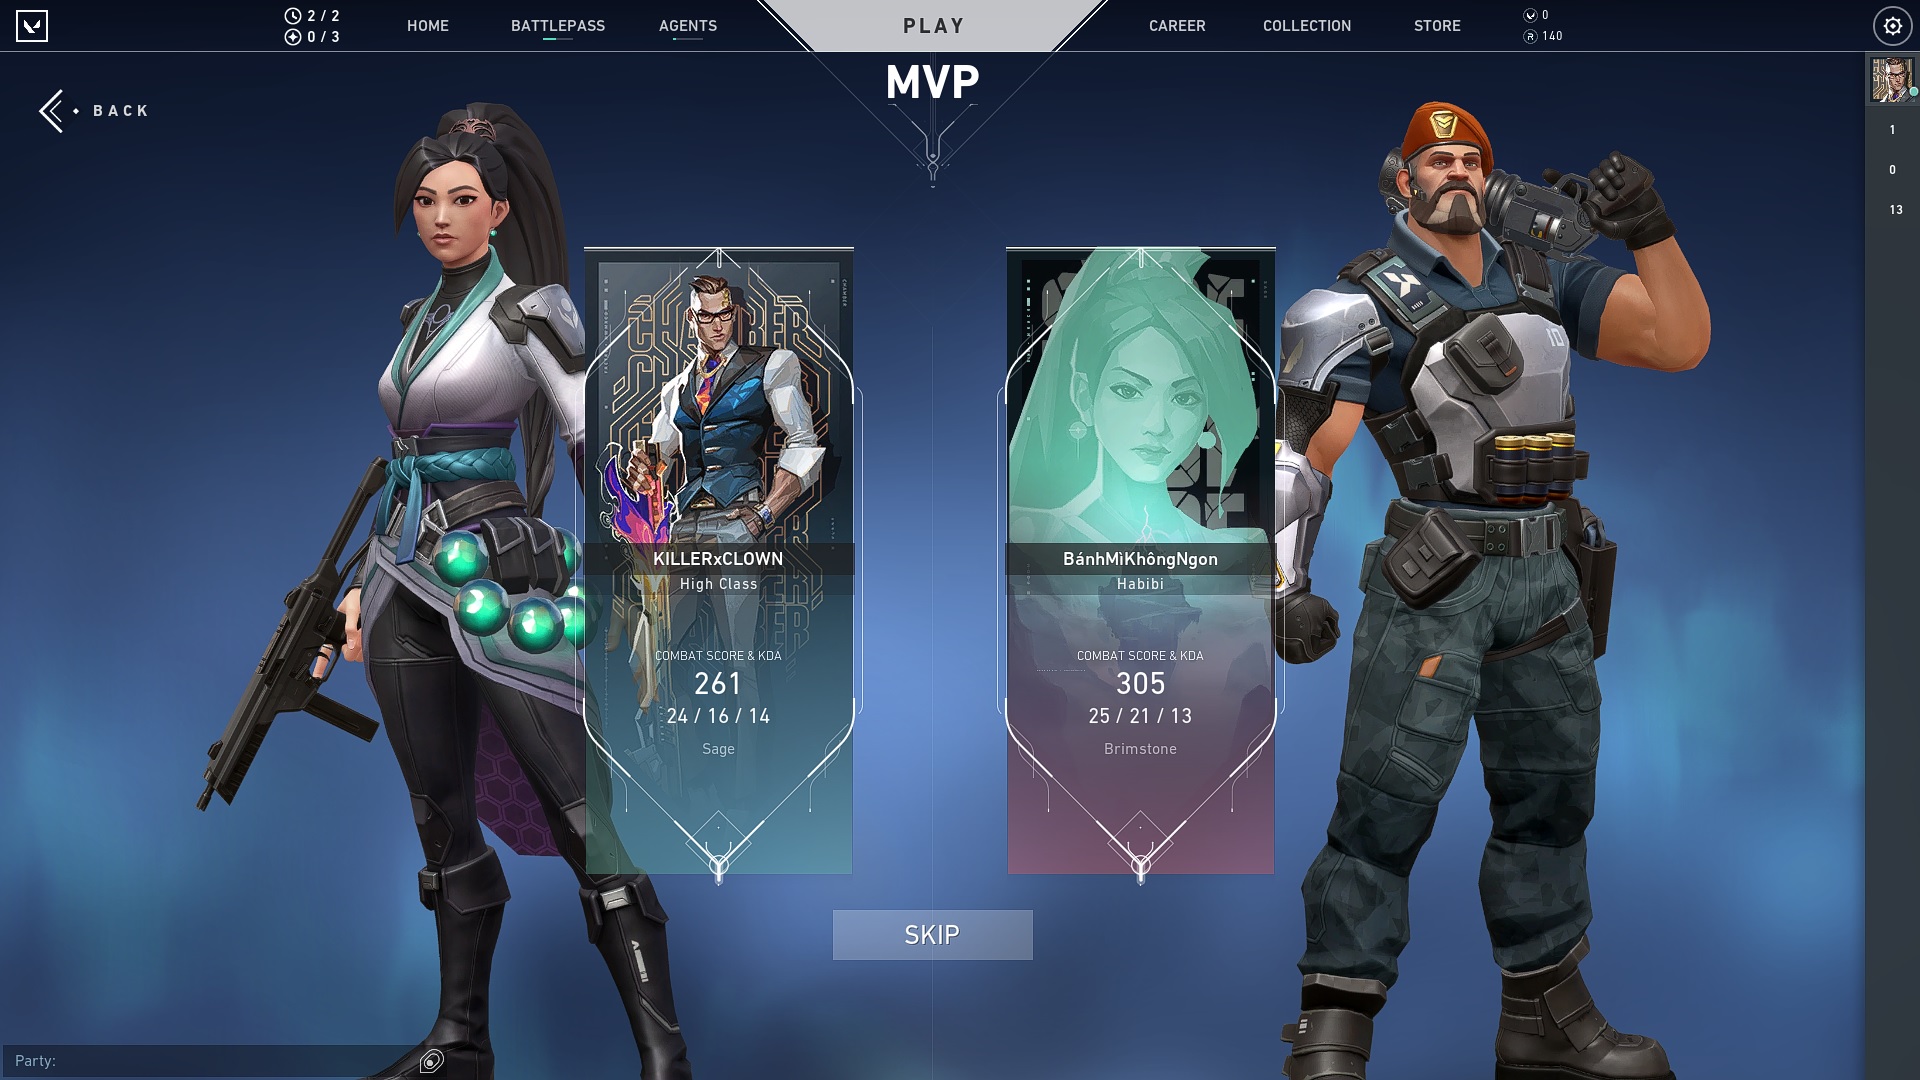 2 / 2
0 / 3
HOME
BATTLEPASS
AGENTS
PLAY
CAREER
COLLECTION
STORE
0
140
MVP
BACK
1
0
13
KILLERxCLOWN
High Class
COMBAT SCORE & KDA
261
24 / 16 / 14
Sage
BánhMìKhôngNgon
Habibi
COMBAT SCORE & KDA
305
25 / 21 / 13
Brimstone
SKIP
Party: